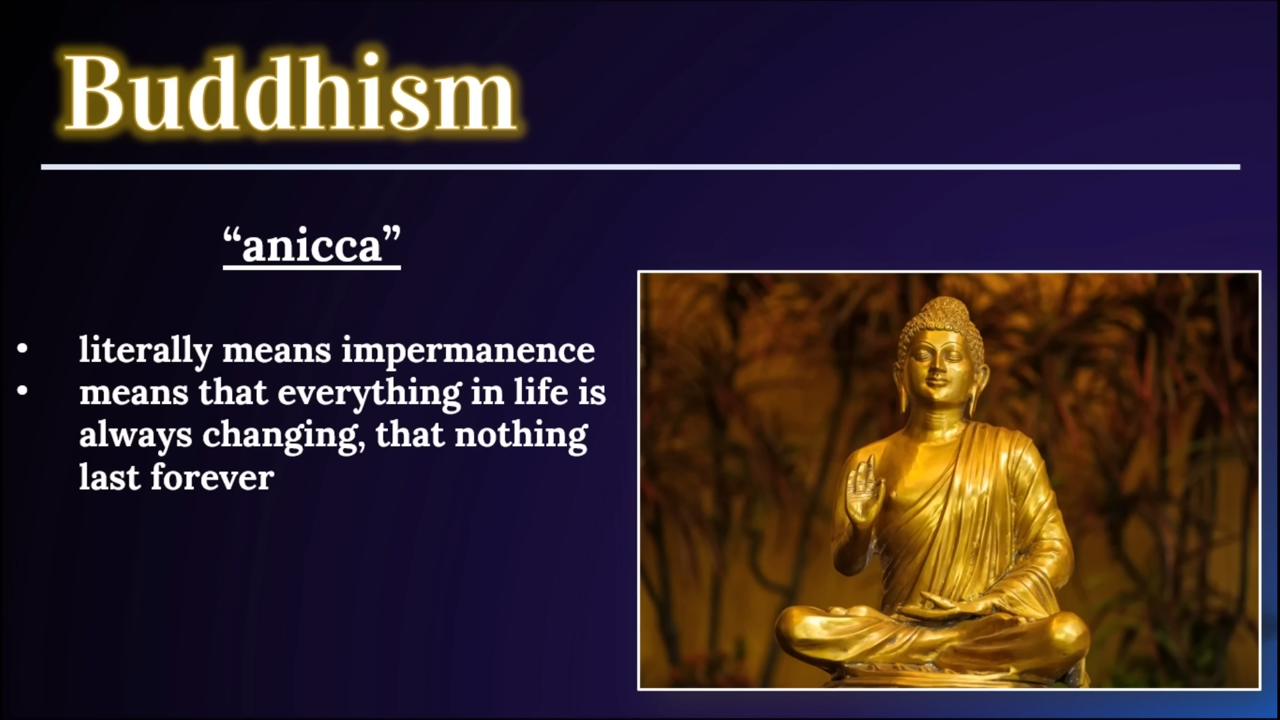 Buddhism
“anicca”
• literally means impermanence
• means that everything in life is
always changing, that nothing
last forever